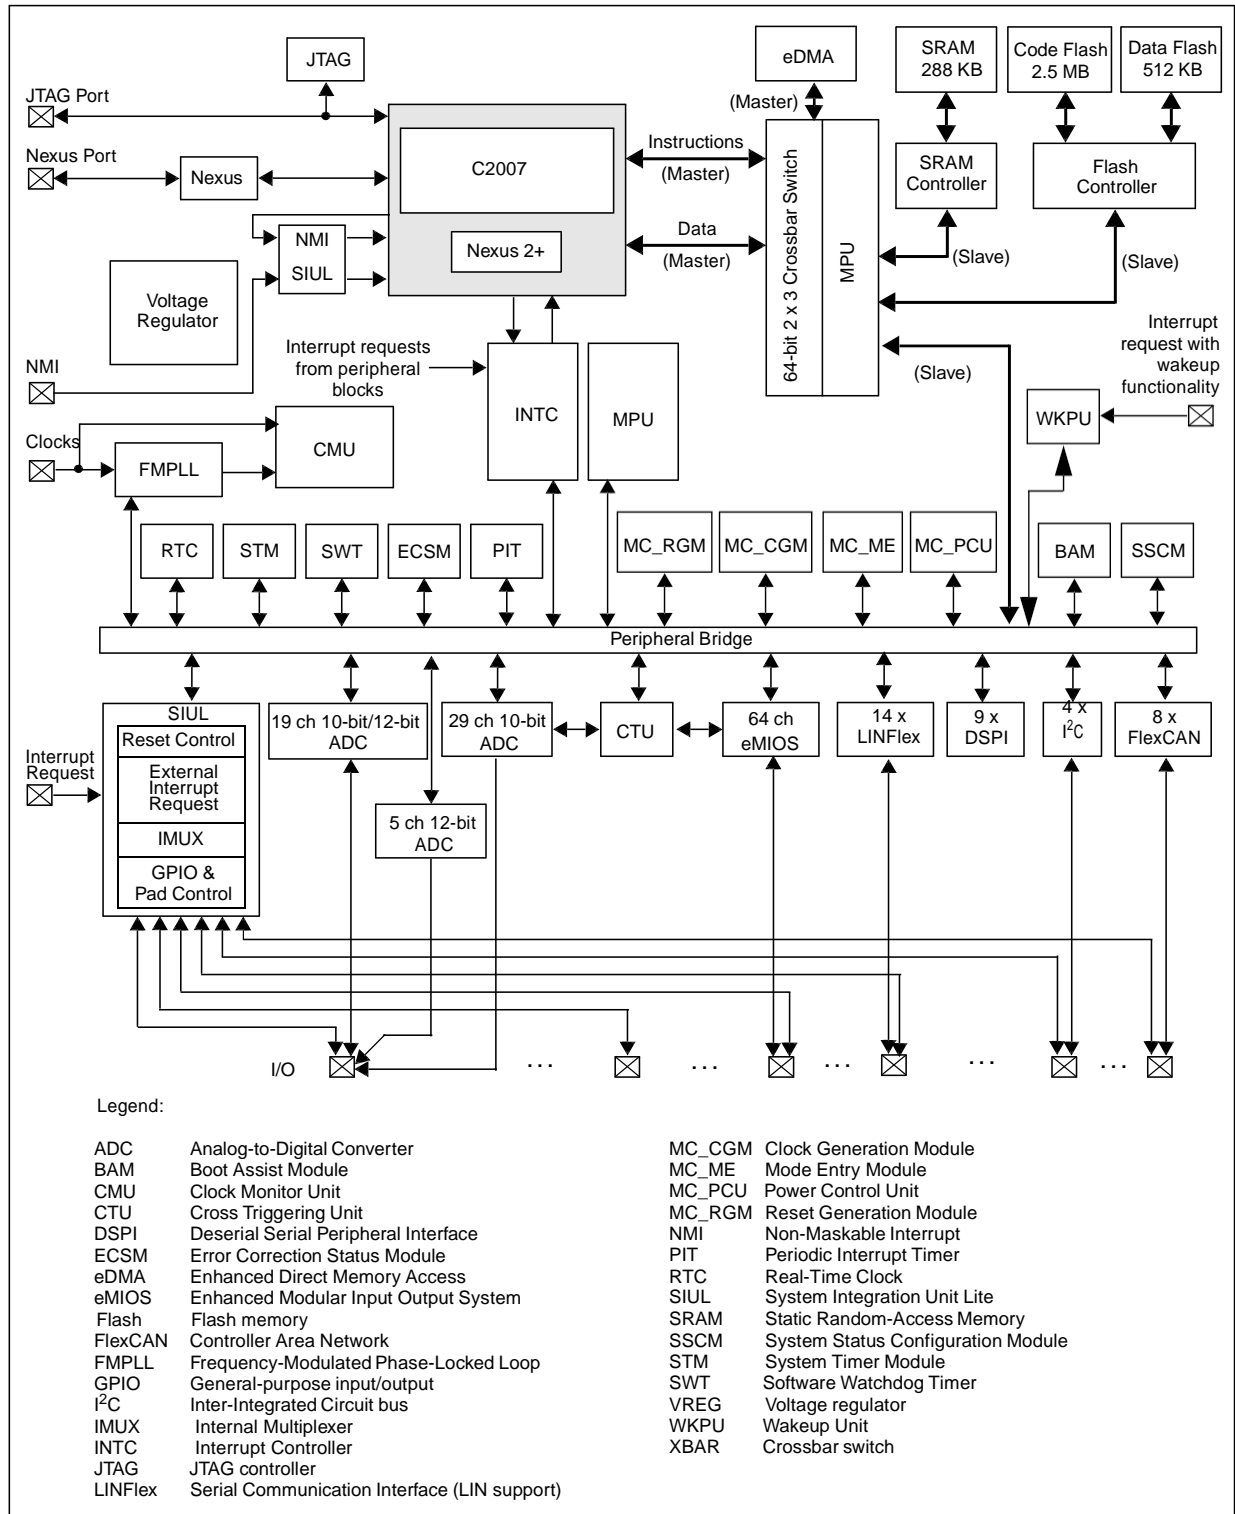 JTAG
eDMA
SRAM
288 KB
Code Flash
2.5 MB
Data Flash
512 KB
JTAG Port
(Master)
Nexus Port
Nexus
C2007
Instructions
(Master)
64-bit 2 x 3 Crossbar Switch
MPU
SRAM
Controller
Flash
Controller
NMI
SIUL
Nexus 2+
Data
(Master)
(Slave)
(Slave)
Voltage
Regulator
Interrupt
request with
wakeup
functionality
NMI
Interrupt requests
from peripheral
blocks
INTC
MPU
(Slave)
WKPU
Clocks
FMPLL
CMU
RTC
STM
SWT
ECSM
PIT
MC_RGM
MC_CGM
MC_ME
MC_PCU
BAM
SSCM
Peripheral Bridge
SIUL
Reset Control
External
Interrupt
Request
IMUX
GPIO &
Pad Control
Interrupt
Request
19 ch 10-bit/12-bit
ADC
29 ch 10-bit
ADC
CTU
64 ch
eMIOS
14 x
LINFlex
9 x
DSPI
4 x
I2C
8 x
FlexCAN
5 ch 12-bit
ADC
I/O
. . .
. . .
. . .
. . .
. . .
Legend:
ADC Analog-to-Digital Converter
BAM Boot Assist Module
CMU Clock Monitor Unit
CTU Cross Triggering Unit
DSPI Deserial Serial Peripheral Interface
ECSM Error Correction Status Module
eDMA Enhanced Direct Memory Access
eMIOS Enhanced Modular Input Output System
Flash Flash memory
FlexCAN Controller Area Network
FMPLL Frequency-Modulated Phase-Locked Loop
GPIO General-purpose input/output
I2C Inter-Integrated Circuit bus
IMUX Internal Multiplexer
INTC Interrupt Controller
JTAG JTAG controller
LINFlex Serial Communication Interface (LIN support)
MC_CGM Clock Generation Module
MC_ME Mode Entry Module
MC_PCU Power Control Unit
MC_RGM Reset Generation Module
NMI Non-Maskable Interrupt
PIT Periodic Interrupt Timer
RTC Real-Time Clock
SIUL System Integration Unit Lite
SRAM Static Random-Access Memory
SSCM System Status Configuration Module
STM System Timer Module
SWT Software Watchdog Timer
VREG Voltage regulator
WKPU Wakeup Unit
XBAR Crossbar switch